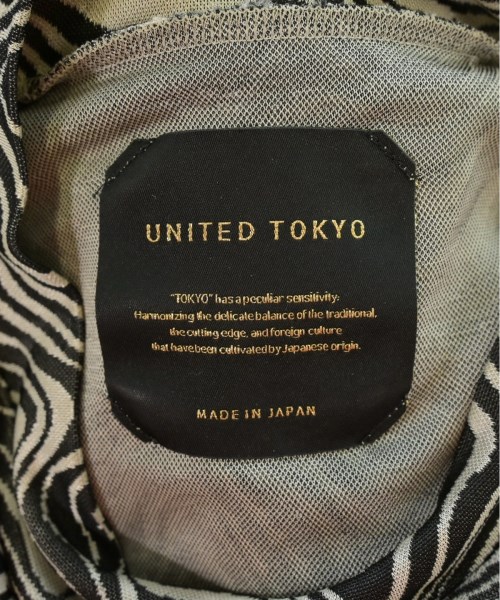 UNITED TOKYO
"TOKYO" has a peculiar sensitivity:
Harmonizing the delicate balance of the traditional,
the cutting edge, and foreign culture
that have been cultivated by Japanese origin.
MADE IN JAPAN